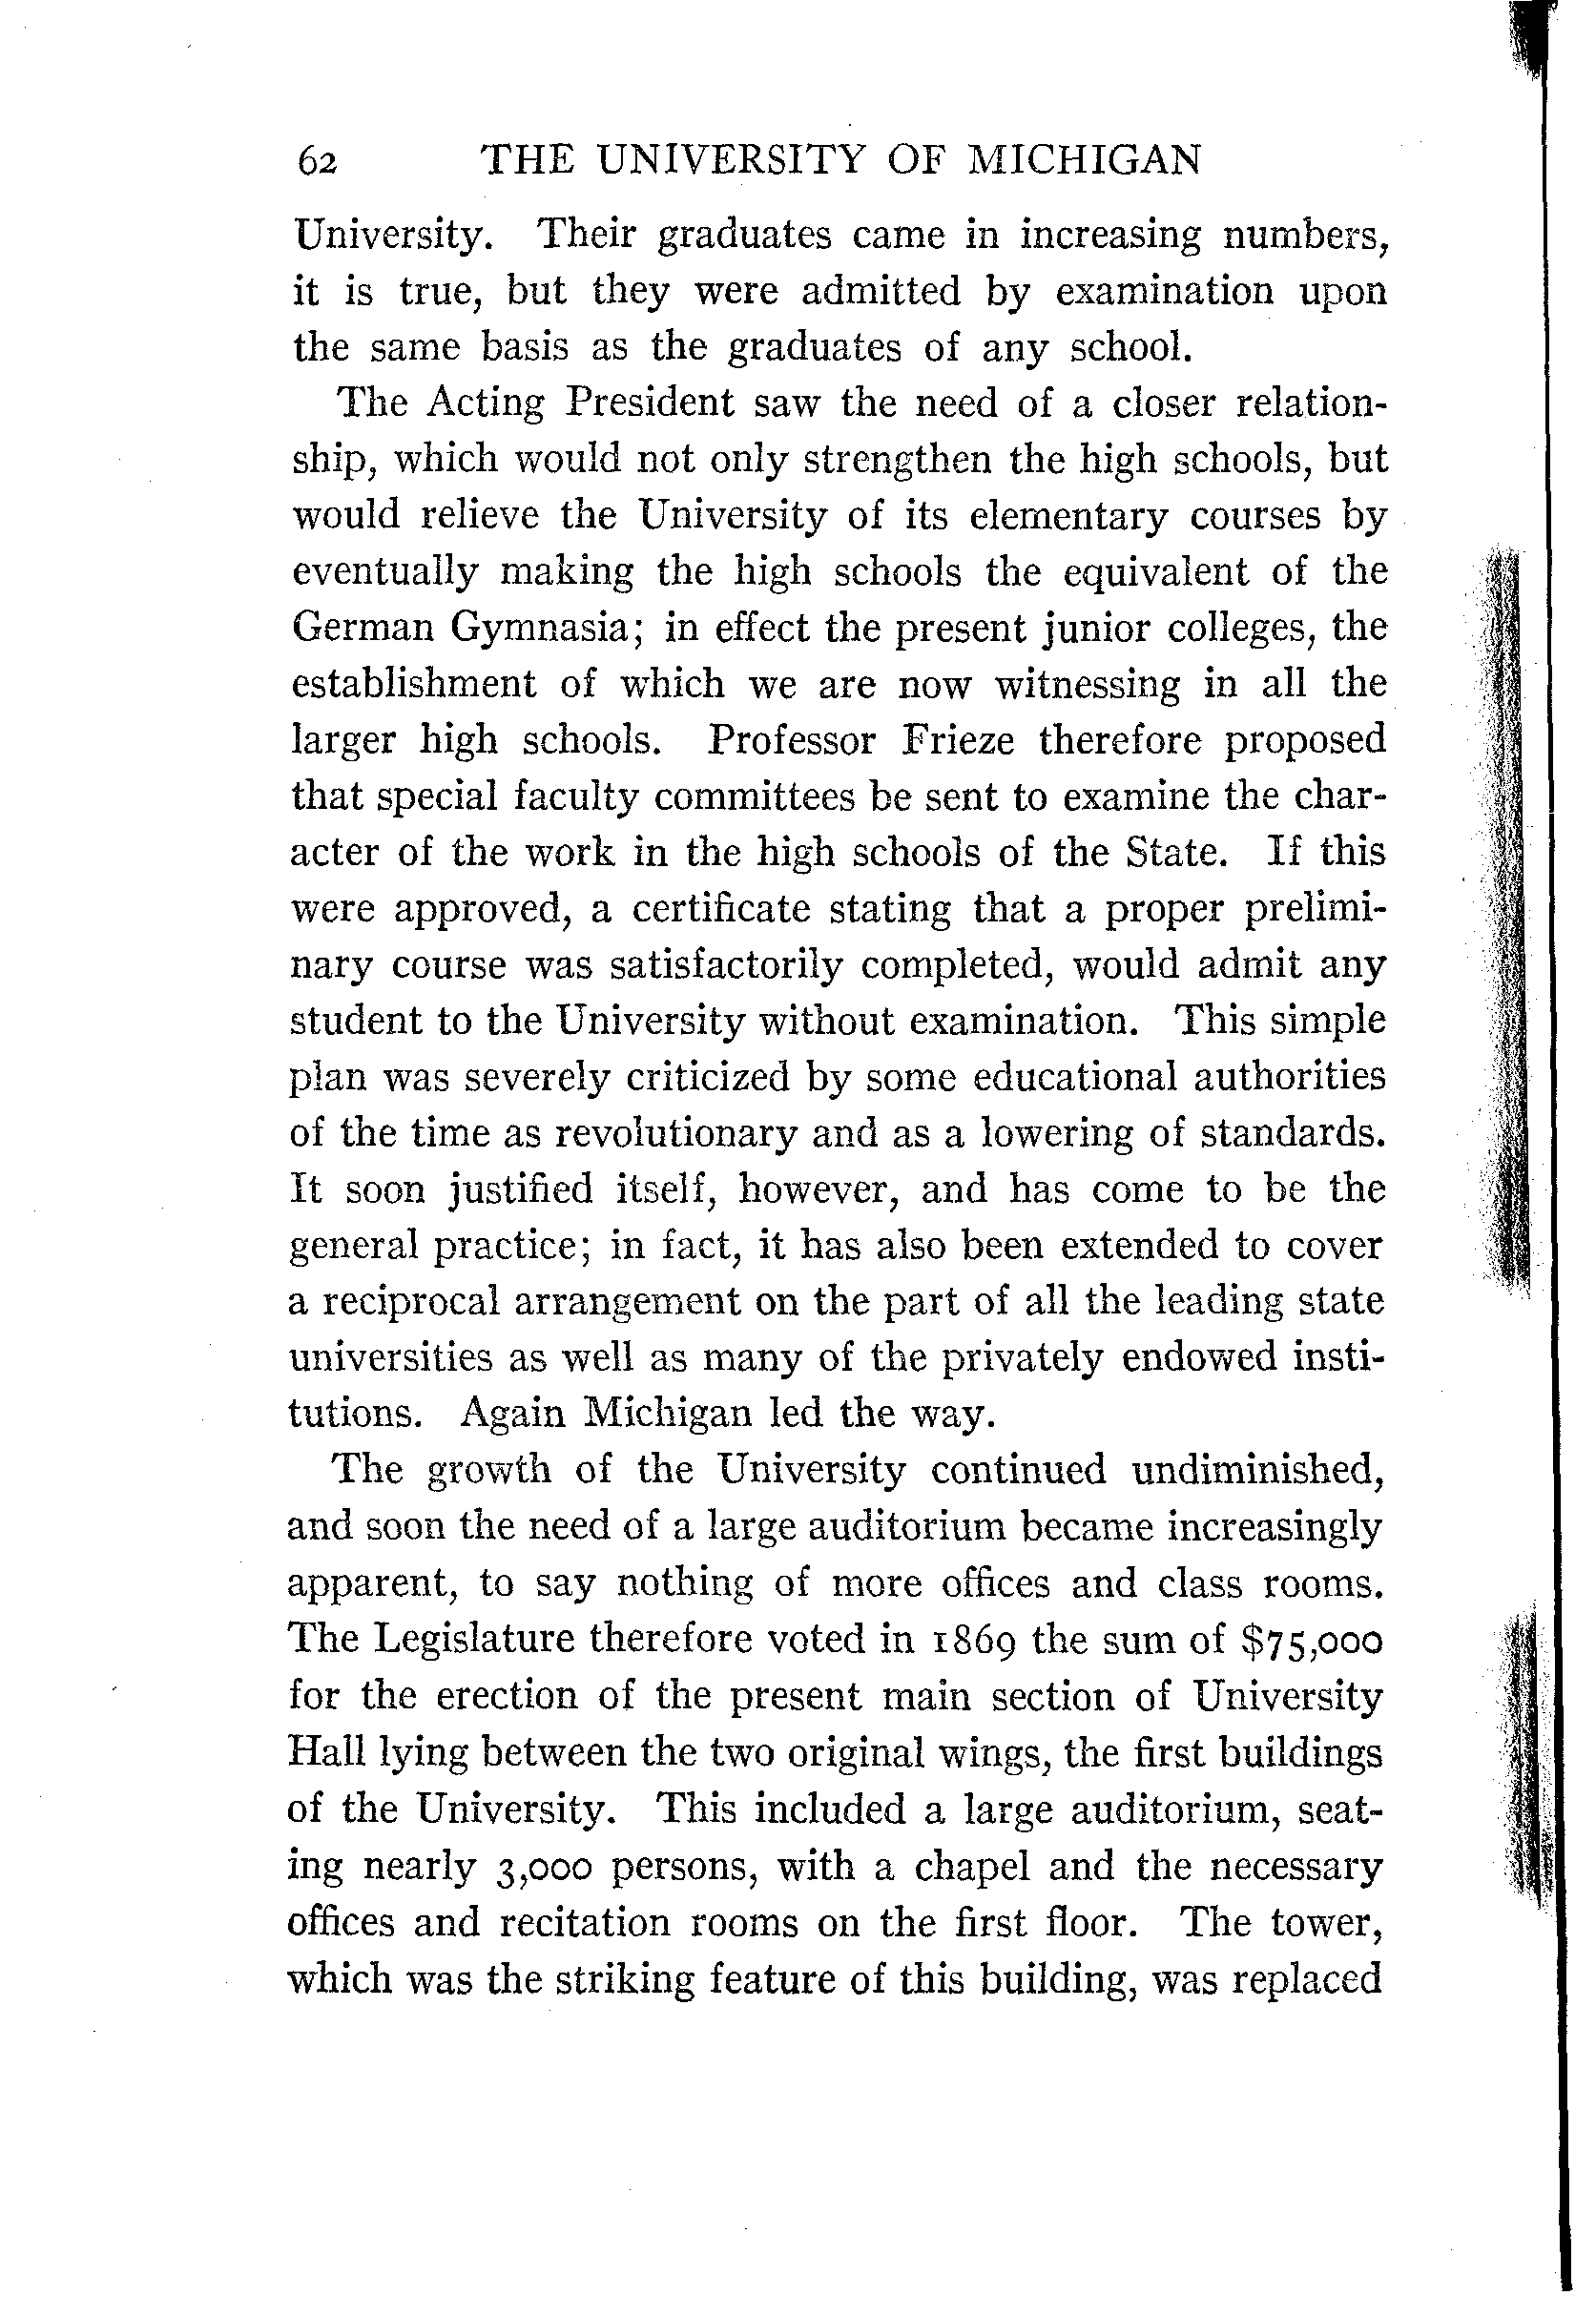 62 THE UNIVERSITY OF MICHIGAN
University. Their graduates came in increasing numbers,
it is true, but they were admitted by examination upon
the same basis as the graduates of any school.
The Acting President saw the need of a closer relation-
ship, which would not only strengthen the high schools, but
would relieve the University of its elementary courses by
eventually making the high schools the equivalent of the
German Gymnasia; in effect the present junior colleges, the
establishment of which we are now witnessing in all the
larger high schools. Professor Frieze therefore proposed
that special faculty committees be sent to examine the char-
acter of the work in the high schools of the State. If this
were approved, a certificate stating that a proper prelimi-
nary course was satisfactorily completed, would admit any
student to the University without examination. This simple
plan was severely criticized by some educational authorities
of the time as revolutionary and as a lowering of standards.
It soon justified itself, however, and has come to be the
general practice; in fact, it has also been extended to cover
a reciprocal arrangement on the part of all the leading state
universities as well as many of the privately endowed insti-
tutions. Again Michigan led the way.
The growth of the University continued undiminished,
and soon the need of a large auditorium became increasingly
apparent, to say nothing of more offices and class rooms.
The Legislature therefore voted in 1869 the sum of $75,000
for the erection of the present main section of University
Hall lying between the two original wings, the first buildings
of the University. This included a large auditorium, seat-
ing nearly 3,000 persons, with a chapel and the necessary
offices and recitation rooms on the first floor. The tower,
which was the striking feature of this building, was replaced